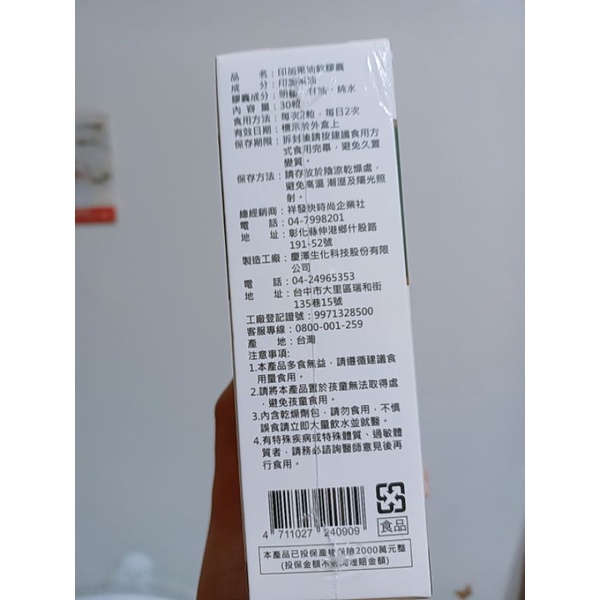 品　　名：印加果油軟膠囊
成　　分：印加果油
膠囊成分：明膠、甘油、純水
內 容 量：30粒
食用方法：每次2粒，每日2次
有效日期：標示於外盒上
保存期限：拆封後請按建議食用方
式食用完畢，避免久置
變質。
保存方法：請存放於陰涼乾燥處，
避免高溫 潮溼及陽光照
射。
總經銷商：祥發快時尚企業社
電　　話：04-7998201
地　　址：彰化縣伸港鄉什股路
191-52號
製造工廠：慶澤生化科技股份有限
公司
電　　話：04-24965353
地　　址：台中市大里區瑞和街
135巷15號
工廠登記證號：9971328500
客服專線：0800-001-259
產　　地：台灣
注意事項：
1.本產品多食無益，請遵循建議食
用量食用。
2.請將本產品置於孩童無法取得處
，避免孩童食用。
3.內含乾燥劑包，請勿食用，不慎
誤食請立即大量飲水並就醫。
4.有特殊疾病或特殊體質、過敏體
質者，請務必諮詢醫師意見後再
行食用。
4 711027 240909
食品
本產品已投保產物保險2000萬元整
(投保金額不等同理賠金額)